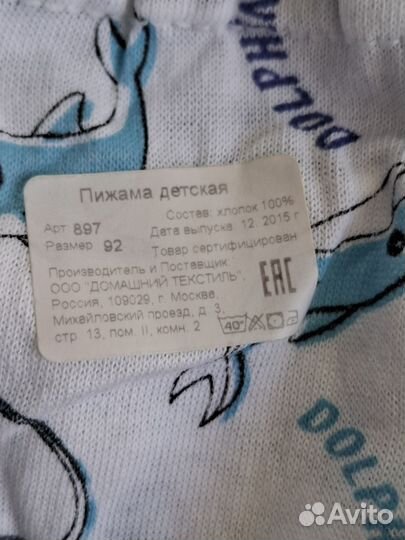 DOLPHIN
Пижама детская
Арт 897 Состав: хлопок 100%
Размер 92 Дата выпуска 12. 2015 г
Товар сертифицирован
Производитель и Поставщик
ООО "ДОМАШНИЙ ТЕКСТИЛЬ",
Россия, 109029, г. Москва,
Михайловский проезд, д. 3,
стр. 13, пом. II, комн. 2
EAC
40°
DOLPH
Avito